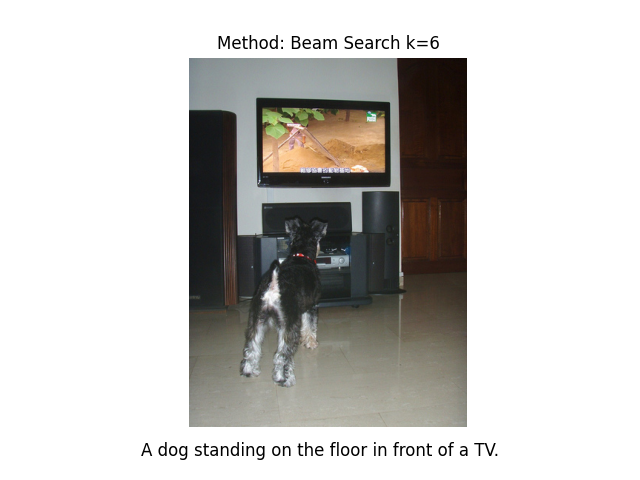 Method: Beam Search k=6
A dog standing on the floor in front of a TV.